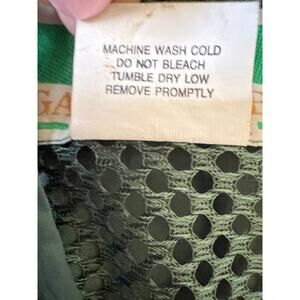 MACHINE WASH COLD
DO NOT BLEACH
TUMBLE DRY LOW
REMOVE PROMPTLY